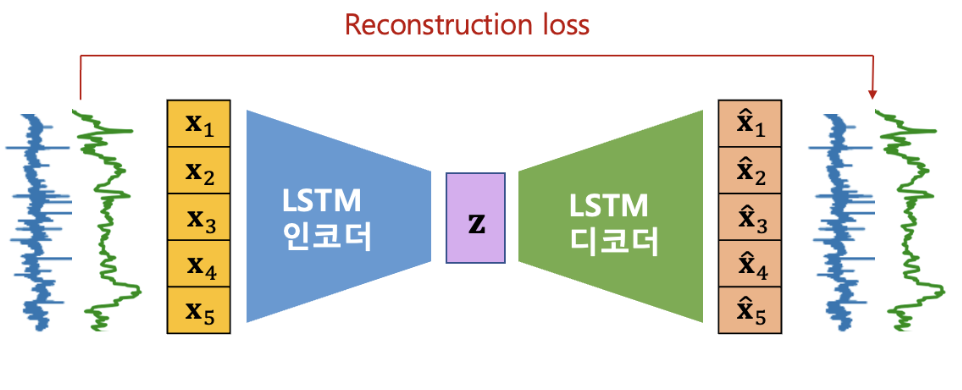 Reconstruction loss
x₁
x₂
x₃
x₄
x₅
LSTM
인코더
z
LSTM
디코더
x̂₁
x̂₂
x̂₃
x̂₄
x̂₅